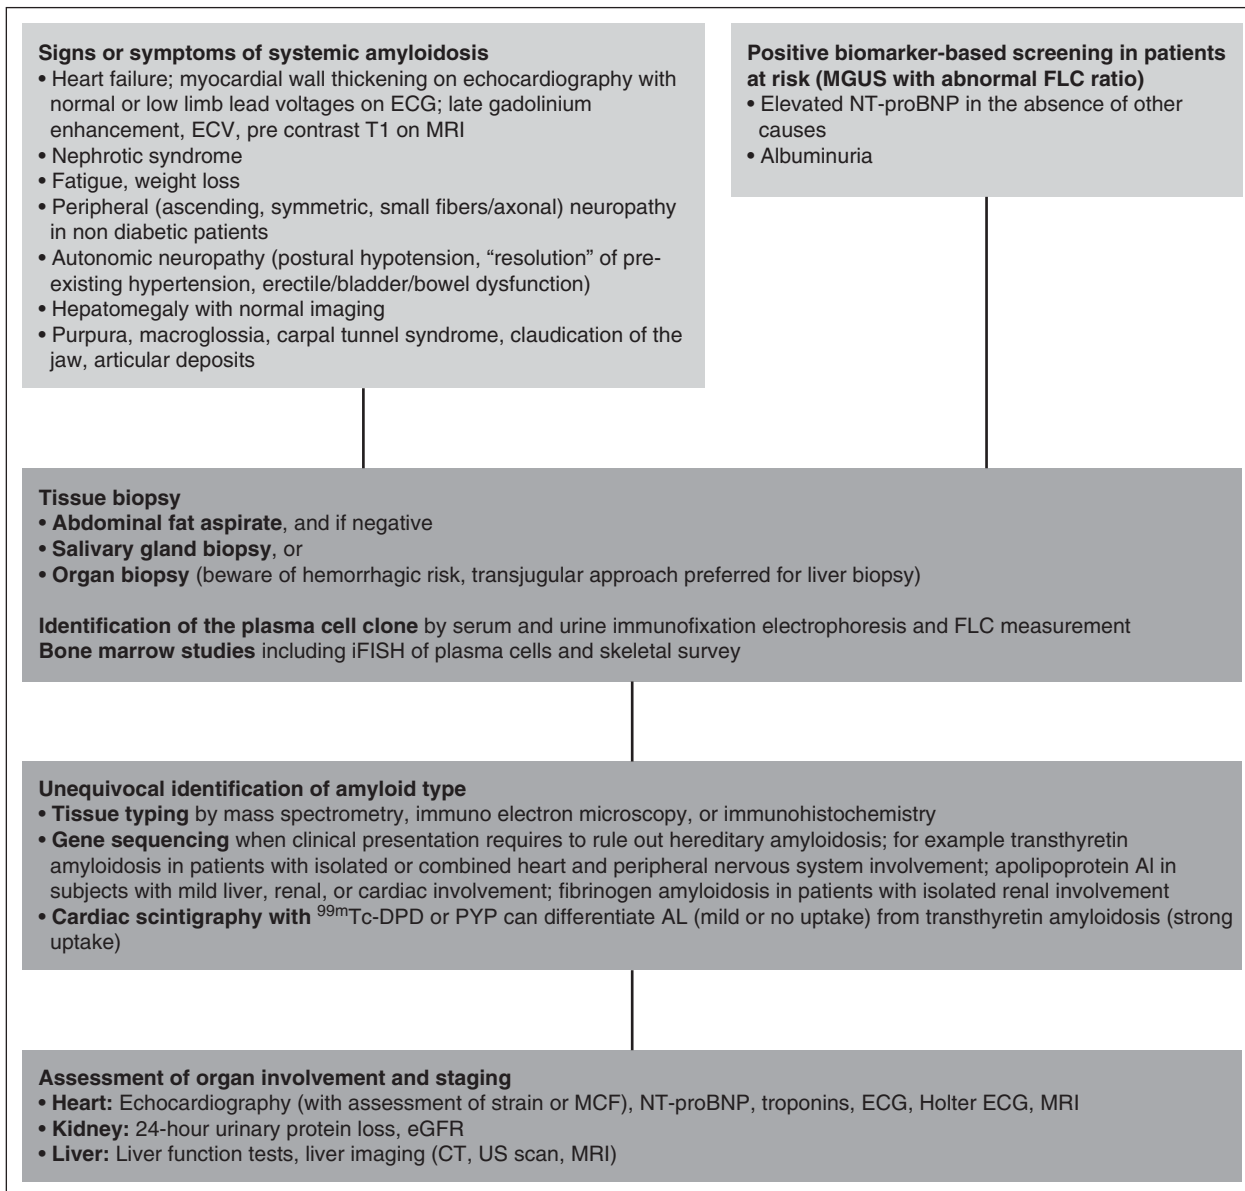 Signs or symptoms of systemic amyloidosis
• Heart failure; myocardial wall thickening on echocardiography with
normal or low limb lead voltages on ECG; late gadolinium
enhancement, ECV, pre contrast T1 on MRI
• Nephrotic syndrome
• Fatigue, weight loss
• Peripheral (ascending, symmetric, small fibers/axonal) neuropathy
in non diabetic patients
• Autonomic neuropathy (postural hypotension, “resolution” of pre-
existing hypertension, erectile/bladder/bowel dysfunction)
• Hepatomegaly with normal imaging
• Purpura, macroglossia, carpal tunnel syndrome, claudication of the
jaw, articular deposits
Positive biomarker-based screening in patients
at risk (MGUS with abnormal FLC ratio)
• Elevated NT-proBNP in the absence of other
causes
• Albuminuria
Tissue biopsy
• Abdominal fat aspirate, and if negative
• Salivary gland biopsy, or
• Organ biopsy (beware of hemorrhagic risk, transjugular approach preferred for liver biopsy)
Identification of the plasma cell clone by serum and urine immunofixation electrophoresis and FLC measurement
Bone marrow studies including iFISH of plasma cells and skeletal survey
Unequivocal identification of amyloid type
• Tissue typing by mass spectrometry, immuno electron microscopy, or immunohistochemistry
• Gene sequencing when clinical presentation requires to rule out hereditary amyloidosis; for example transthyretin
amyloidosis in patients with isolated or combined heart and peripheral nervous system involvement; apolipoprotein AI in
subjects with mild liver, renal, or cardiac involvement; fibrinogen amyloidosis in patients with isolated renal involvement
• Cardiac scintigraphy with 99mTc-DPD or PYP can differentiate AL (mild or no uptake) from transthyretin amyloidosis (strong
uptake)
Assessment of organ involvement and staging
• Heart: Echocardiography (with assessment of strain or MCF), NT-proBNP, troponins, ECG, Holter ECG, MRI
• Kidney: 24-hour urinary protein loss, eGFR
• Liver: Liver function tests, liver imaging (CT, US scan, MRI)